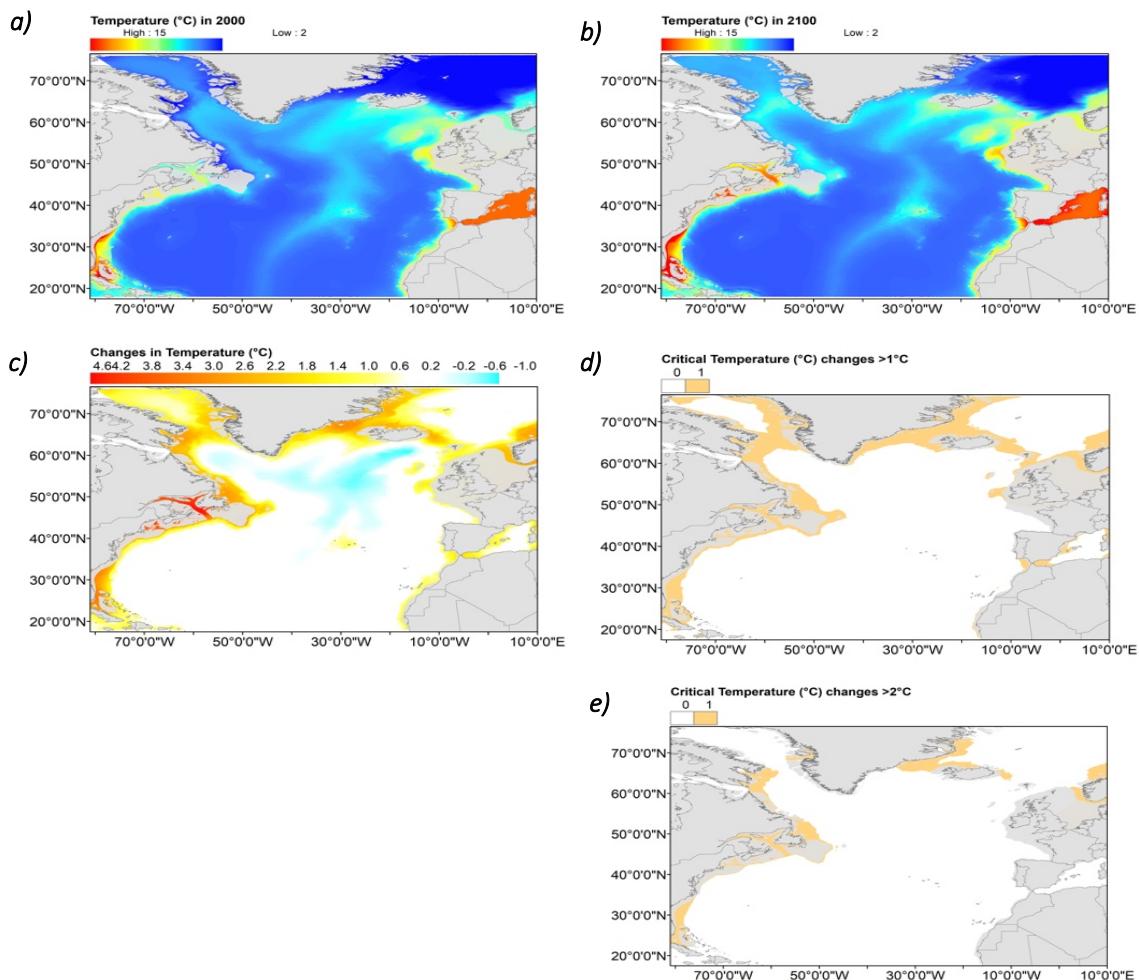 a)
Temperature (°C) in 2000
High : 15 Low : 2
70°0'0"N
60°0'0"N
50°0'0"N
40°0'0"N
30°0'0"N
20°0'0"N
70°0'0"W 50°0'0"W 30°0'0"W 10°0'0"W 10°0'0"E
b)
Temperature (°C) in 2100
High : 15 Low : 2
70°0'0"N
60°0'0"N
50°0'0"N
40°0'0"N
30°0'0"N
20°0'0"N
70°0'0"W 50°0'0"W 30°0'0"W 10°0'0"W 10°0'0"E
c)
Changes in Temperature (°C)
4.64.2 3.8 3.4 3.0 2.6 2.2 1.8 1.4 1.0 0.6 0.2 -0.2 -0.6 -1.0
70°0'0"N
60°0'0"N
50°0'0"N
40°0'0"N
30°0'0"N
20°0'0"N
70°0'0"W 50°0'0"W 30°0'0"W 10°0'0"W 10°0'0"E
d)
Critical Temperature (°C) changes >1°C
0 1
70°0'0"N
60°0'0"N
50°0'0"N
40°0'0"N
30°0'0"N
20°0'0"N
70°0'0"W 50°0'0"W 30°0'0"W 10°0'0"W 10°0'0"E
e)
Critical Temperature (°C) changes >2°C
0 1
70°0'0"N
60°0'0"N
50°0'0"N
40°0'0"N
30°0'0"N
20°0'0"N
70°0'0"W 50°0'0"W 30°0'0"W 10°0'0"W 10°0'0"E